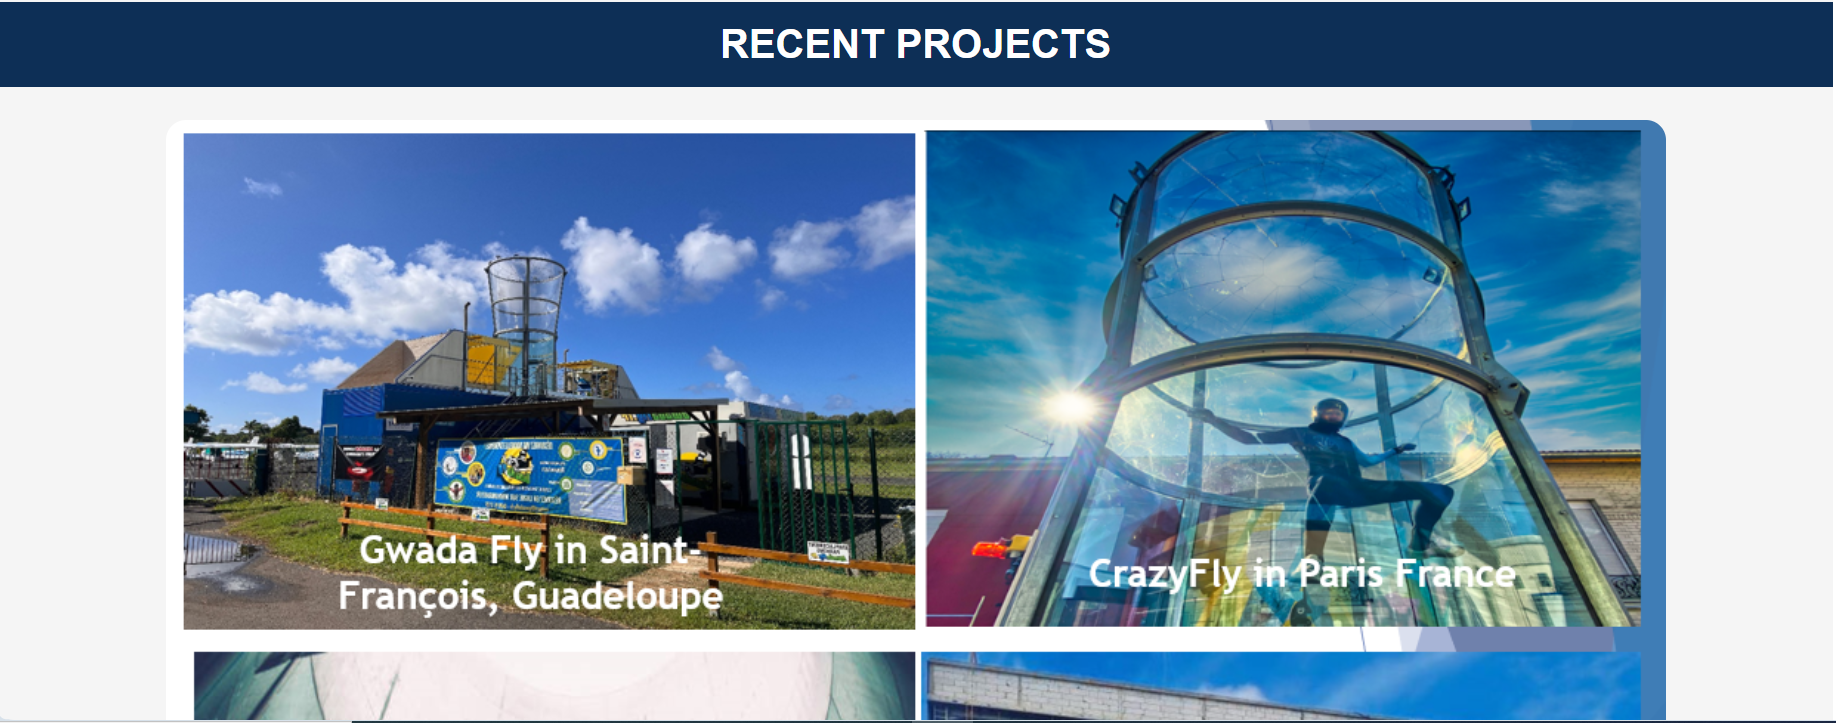 RECENT PROJECTS
Gwada Fly in Saint-
François, Guadeloupe
CrazyFly in Paris France